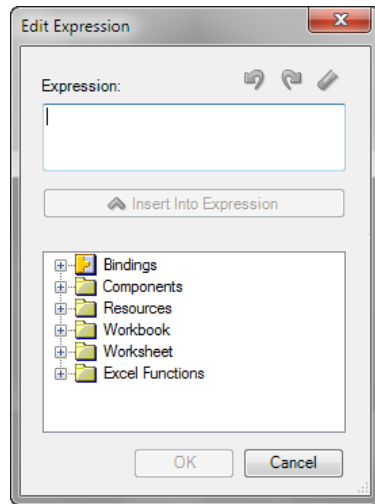 Edit Expression
Expression:
Insert Into Expression
Bindings
Components
Resources
Workbook
Worksheet
Excel Functions
OK
Cancel